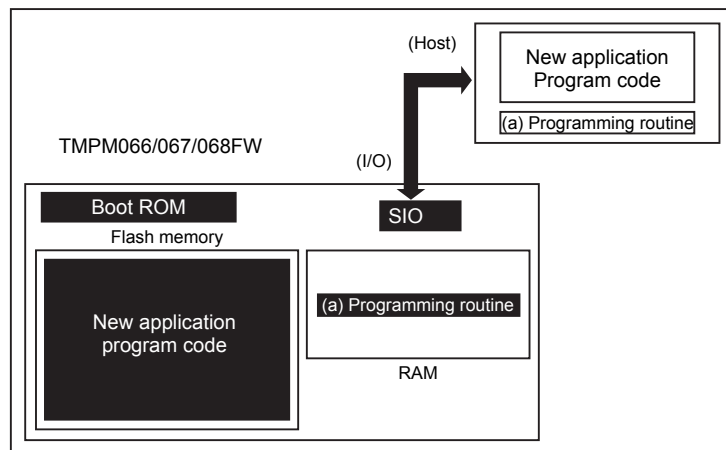 (Host)
New application
Program code
(a) Programming routine
TMPM066/067/068FW
(I/O)
Boot ROM
SIO
Flash memory
New application
program code
(a) Programming routine
RAM